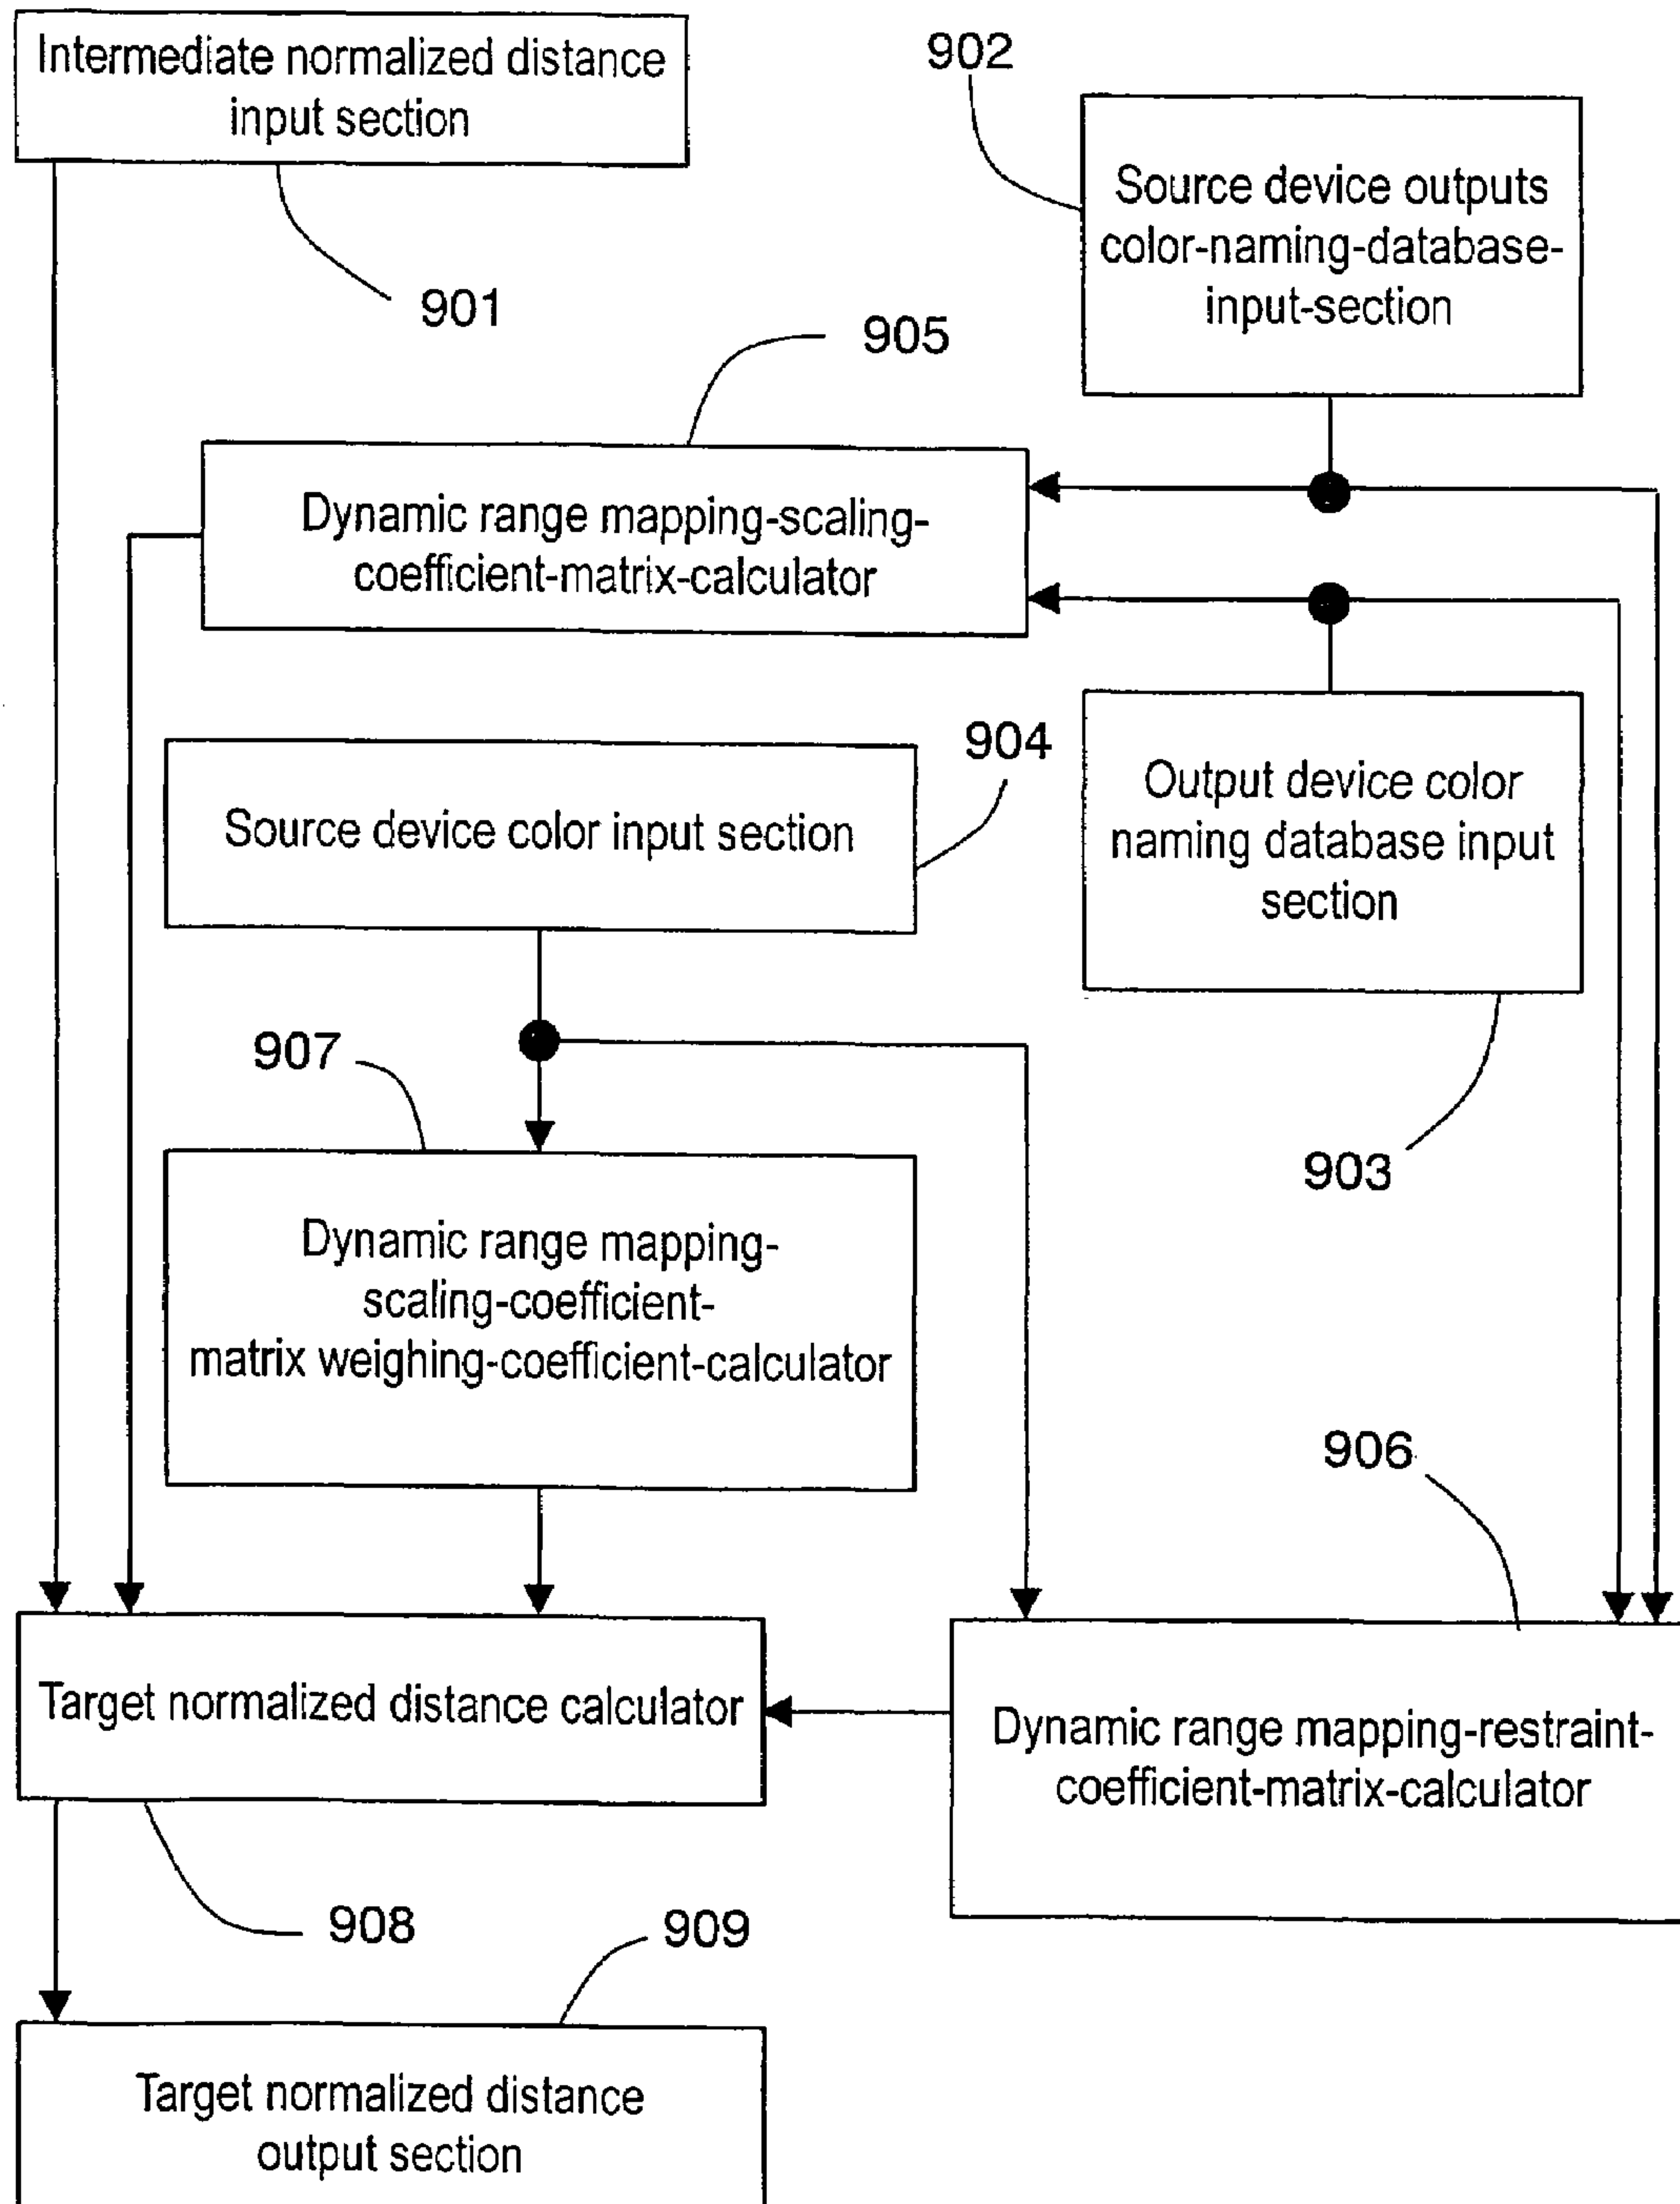 Intermediate normalized distance
input section
901
902
Source device outputs
color-naming-database-
input-section
905
Dynamic range mapping-scaling-
coefficient-matrix-calculator
904
Source device color input section
Output device color
naming database input
section
903
907
Dynamic range mapping-
scaling-coefficient-
matrix weighing-coefficient-calculator
906
Target normalized distance calculator
Dynamic range mapping-restraint-
coefficient-matrix-calculator
908
909
Target normalized distance
output section